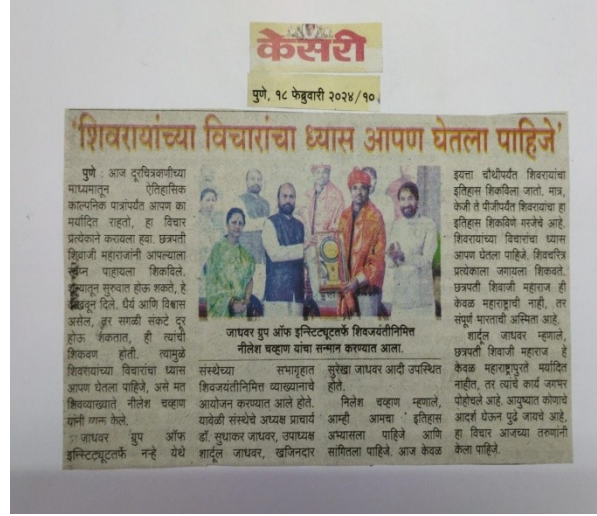 केसरी
पुणे, १८ फेब्रुवारी २०२४/१०
'शिवरायांच्या विचारांचा ध्यास आपण घेतला पाहिजे'
पुणे : आज दूरचित्रवाणीच्या
माध्यमातून ऐतिहासिक
काल्पनिक पात्रांपर्यंत आपण का
मर्यादित राहतो, हा विचार
प्रत्येकाने करायला हवा. छत्रपती
शिवाजी महाराजांनी आपल्याला
स्वप्न पाहायला शिकविले.
शून्यातून सुरुवात होऊ शकते, हे
दाखवून दिले. धैर्य आणि विश्वास
असेल, तर सगळी संकटे दूर
होऊ शकतात, ही त्यांची
शिकवण होती. त्यामुळे
शिवरायांच्या विचारांचा ध्यास
आपण घेतला पाहिजे, असे मत
शिवव्याख्याते नीलेश चव्हाण
यांनी व्यक्त केले.
जाधवर ग्रुप ऑफ
इन्स्टिट्यूटतर्फे नऱ्हे येथे
जाधवर ग्रुप ऑफ इन्स्टिट्यूटतर्फे शिवजयंतीनिमित्त
नीलेश चव्हाण यांचा सन्मान करण्यात आला.
संस्थेच्या सभागृहात
शिवजयंतीनिमित्त व्याख्यानाचे
आयोजन करण्यात आले होते.
यावेळी संस्थेचे अध्यक्ष प्राचार्य
डॉ. सुधाकर जाधवर, उपाध्यक्ष
शार्दूल जाधवर, खजिनदार
सुरेखा जाधवर आदी उपस्थित
होते.
नीलेश चव्हाण म्हणाले,
आम्ही आमचा इतिहास
अभ्यासला पाहिजे आणि
सांगितला पाहिजे. आज केवळ
इयत्ता चौथीपर्यंत शिवरायांचा
इतिहास शिकविला जातो. मात्र,
केजी ते पीजीपर्यंत शिवरायांचा हा
इतिहास शिकविणे गरजेचे आहे.
शिवरायांच्या विचारांचा ध्यास
आपण घेतला पाहिजे. शिवचरित्र
प्रत्येकाला जगायला शिकवते.
छत्रपती शिवाजी महाराज ही
केवळ महाराष्ट्राची नाही, तर
संपूर्ण भारताची अस्मिता आहे.
शार्दूल जाधवर म्हणाले,
छत्रपती शिवाजी महाराज हे
केवळ महाराष्ट्रापुरते मर्यादित
नाहीत, तर त्यांचे कार्य जगभर
पोहोचले आहे. आयुष्यात कोणाचे
आदर्श घेऊन पुढे जायचे आहे,
हा विचार आजच्या तरुणांनी
केला पाहिजे.